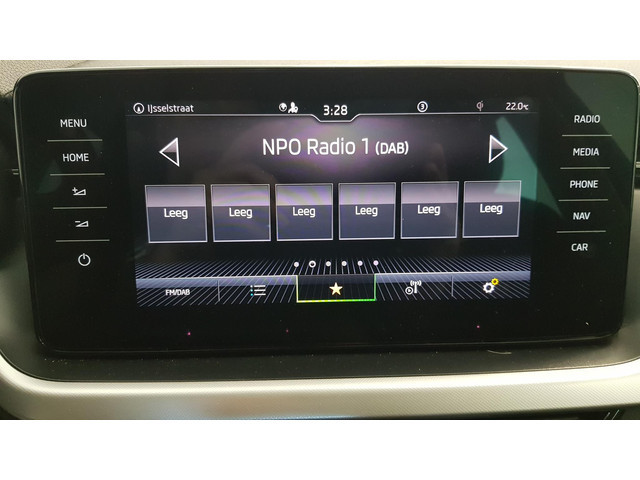 MENU
HOME
IJsselstraat
3:28
3
22.0°C
NPO Radio 1 (DAB)
Leeg Leeg Leeg Leeg Leeg Leeg
FM/DAB
RADIO
MEDIA
PHONE
NAV
CAR